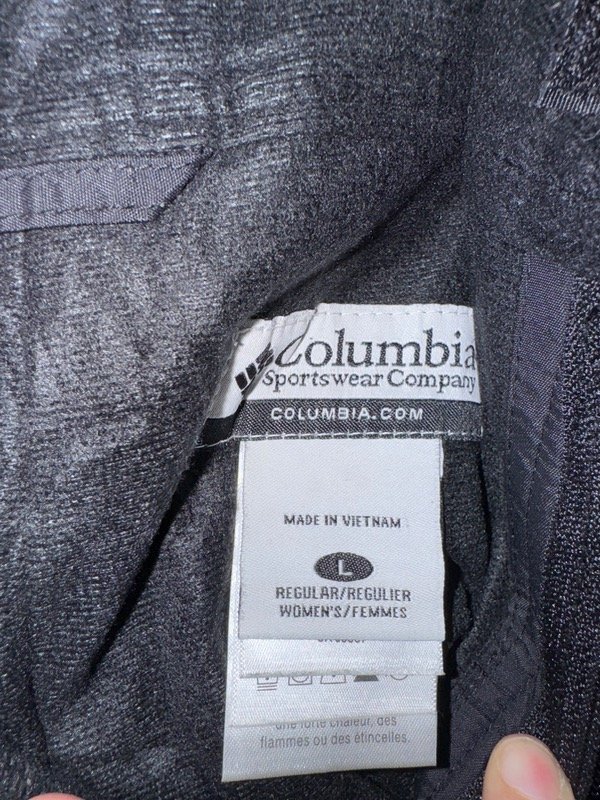 Columbia
Sportswear Company
COLUMBIA.COM
MADE IN VIETNAM
L
REGULAR/REGULIER
WOMEN'S/FEMMES
une forte chaleur, des
flammes ou des étincelles.